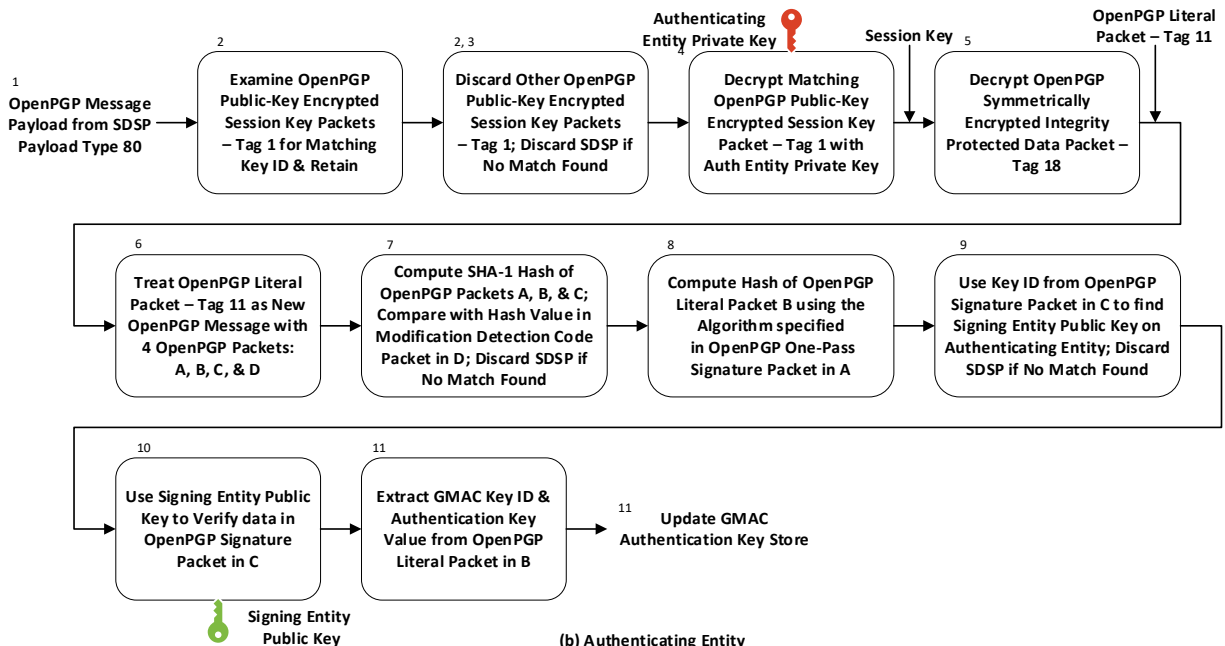 1
OpenPGP Message
Payload from SDSP
Payload Type 80
2
Examine OpenPGP
Public-Key Encrypted
Session Key Packets
– Tag 1 for Matching
Key ID & Retain
2, 3
Discard Other OpenPGP
Public-Key Encrypted
Session Key Packets
– Tag 1; Discard SDSP if
No Match Found
Authenticating
Entity Private Key
4
Decrypt Matching
OpenPGP Public-Key
Encrypted Session Key
Packet – Tag 1 with
Auth Entity Private Key
Session Key
5
Decrypt OpenPGP
Symmetrically
Encrypted Integrity
Protected Data Packet –
Tag 18
OpenPGP Literal
Packet – Tag 11
6
Treat OpenPGP Literal
Packet – Tag 11 as New
OpenPGP Message with
4 OpenPGP Packets:
A, B, C, & D
7
Compute SHA-1 Hash of
OpenPGP Packets A, B, & C;
Compare with Hash Value in
Modification Detection Code
Packet in D; Discard SDSP if
No Match Found
8
Compute Hash of OpenPGP
Literal Packet B using the
Algorithm specified
in OpenPGP One-Pass
Signature Packet in A
9
Use Key ID from OpenPGP
Signature Packet in C to find
Signing Entity Public Key on
Authenticating Entity; Discard
SDSP if No Match Found
10
Use Signing Entity Public
Key to Verify data in
OpenPGP Signature
Packet in C
Signing Entity
Public Key
11
Extract GMAC Key ID &
Authentication Key
Value from OpenPGP
Literal Packet in B
11
Update GMAC
Authentication Key Store
(b) Authenticating Entity